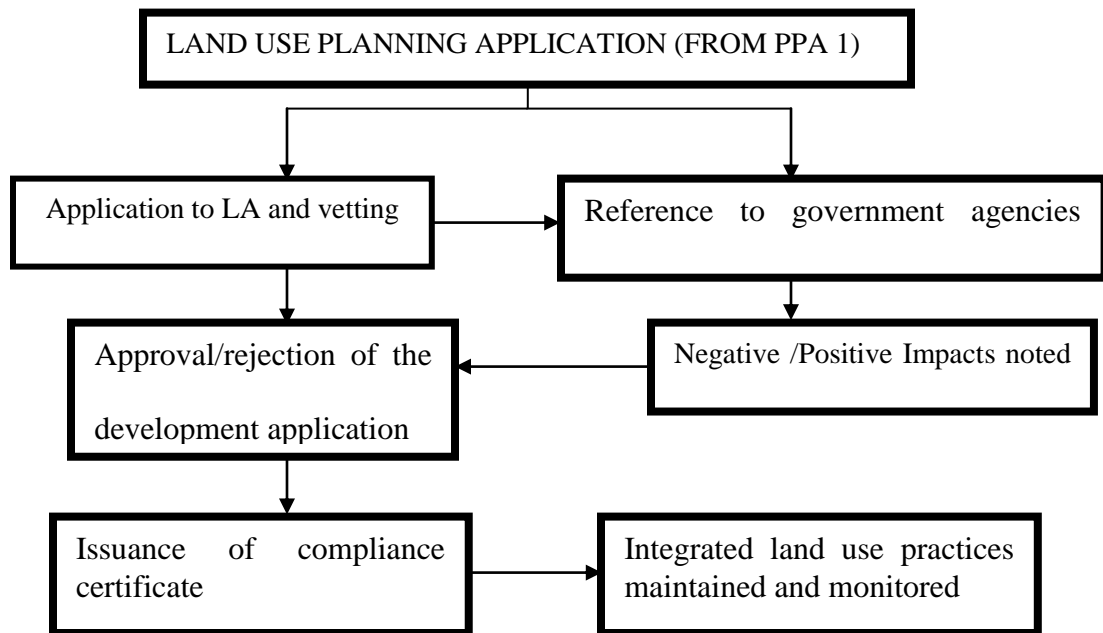 LAND USE PLANNING APPLICATION (FROM PPA 1)
Application to LA and vetting
Reference to government agencies
Approval/rejection of the
development application
Negative /Positive Impacts noted
Issuance of compliance
certificate
Integrated land use practices
maintained and monitored